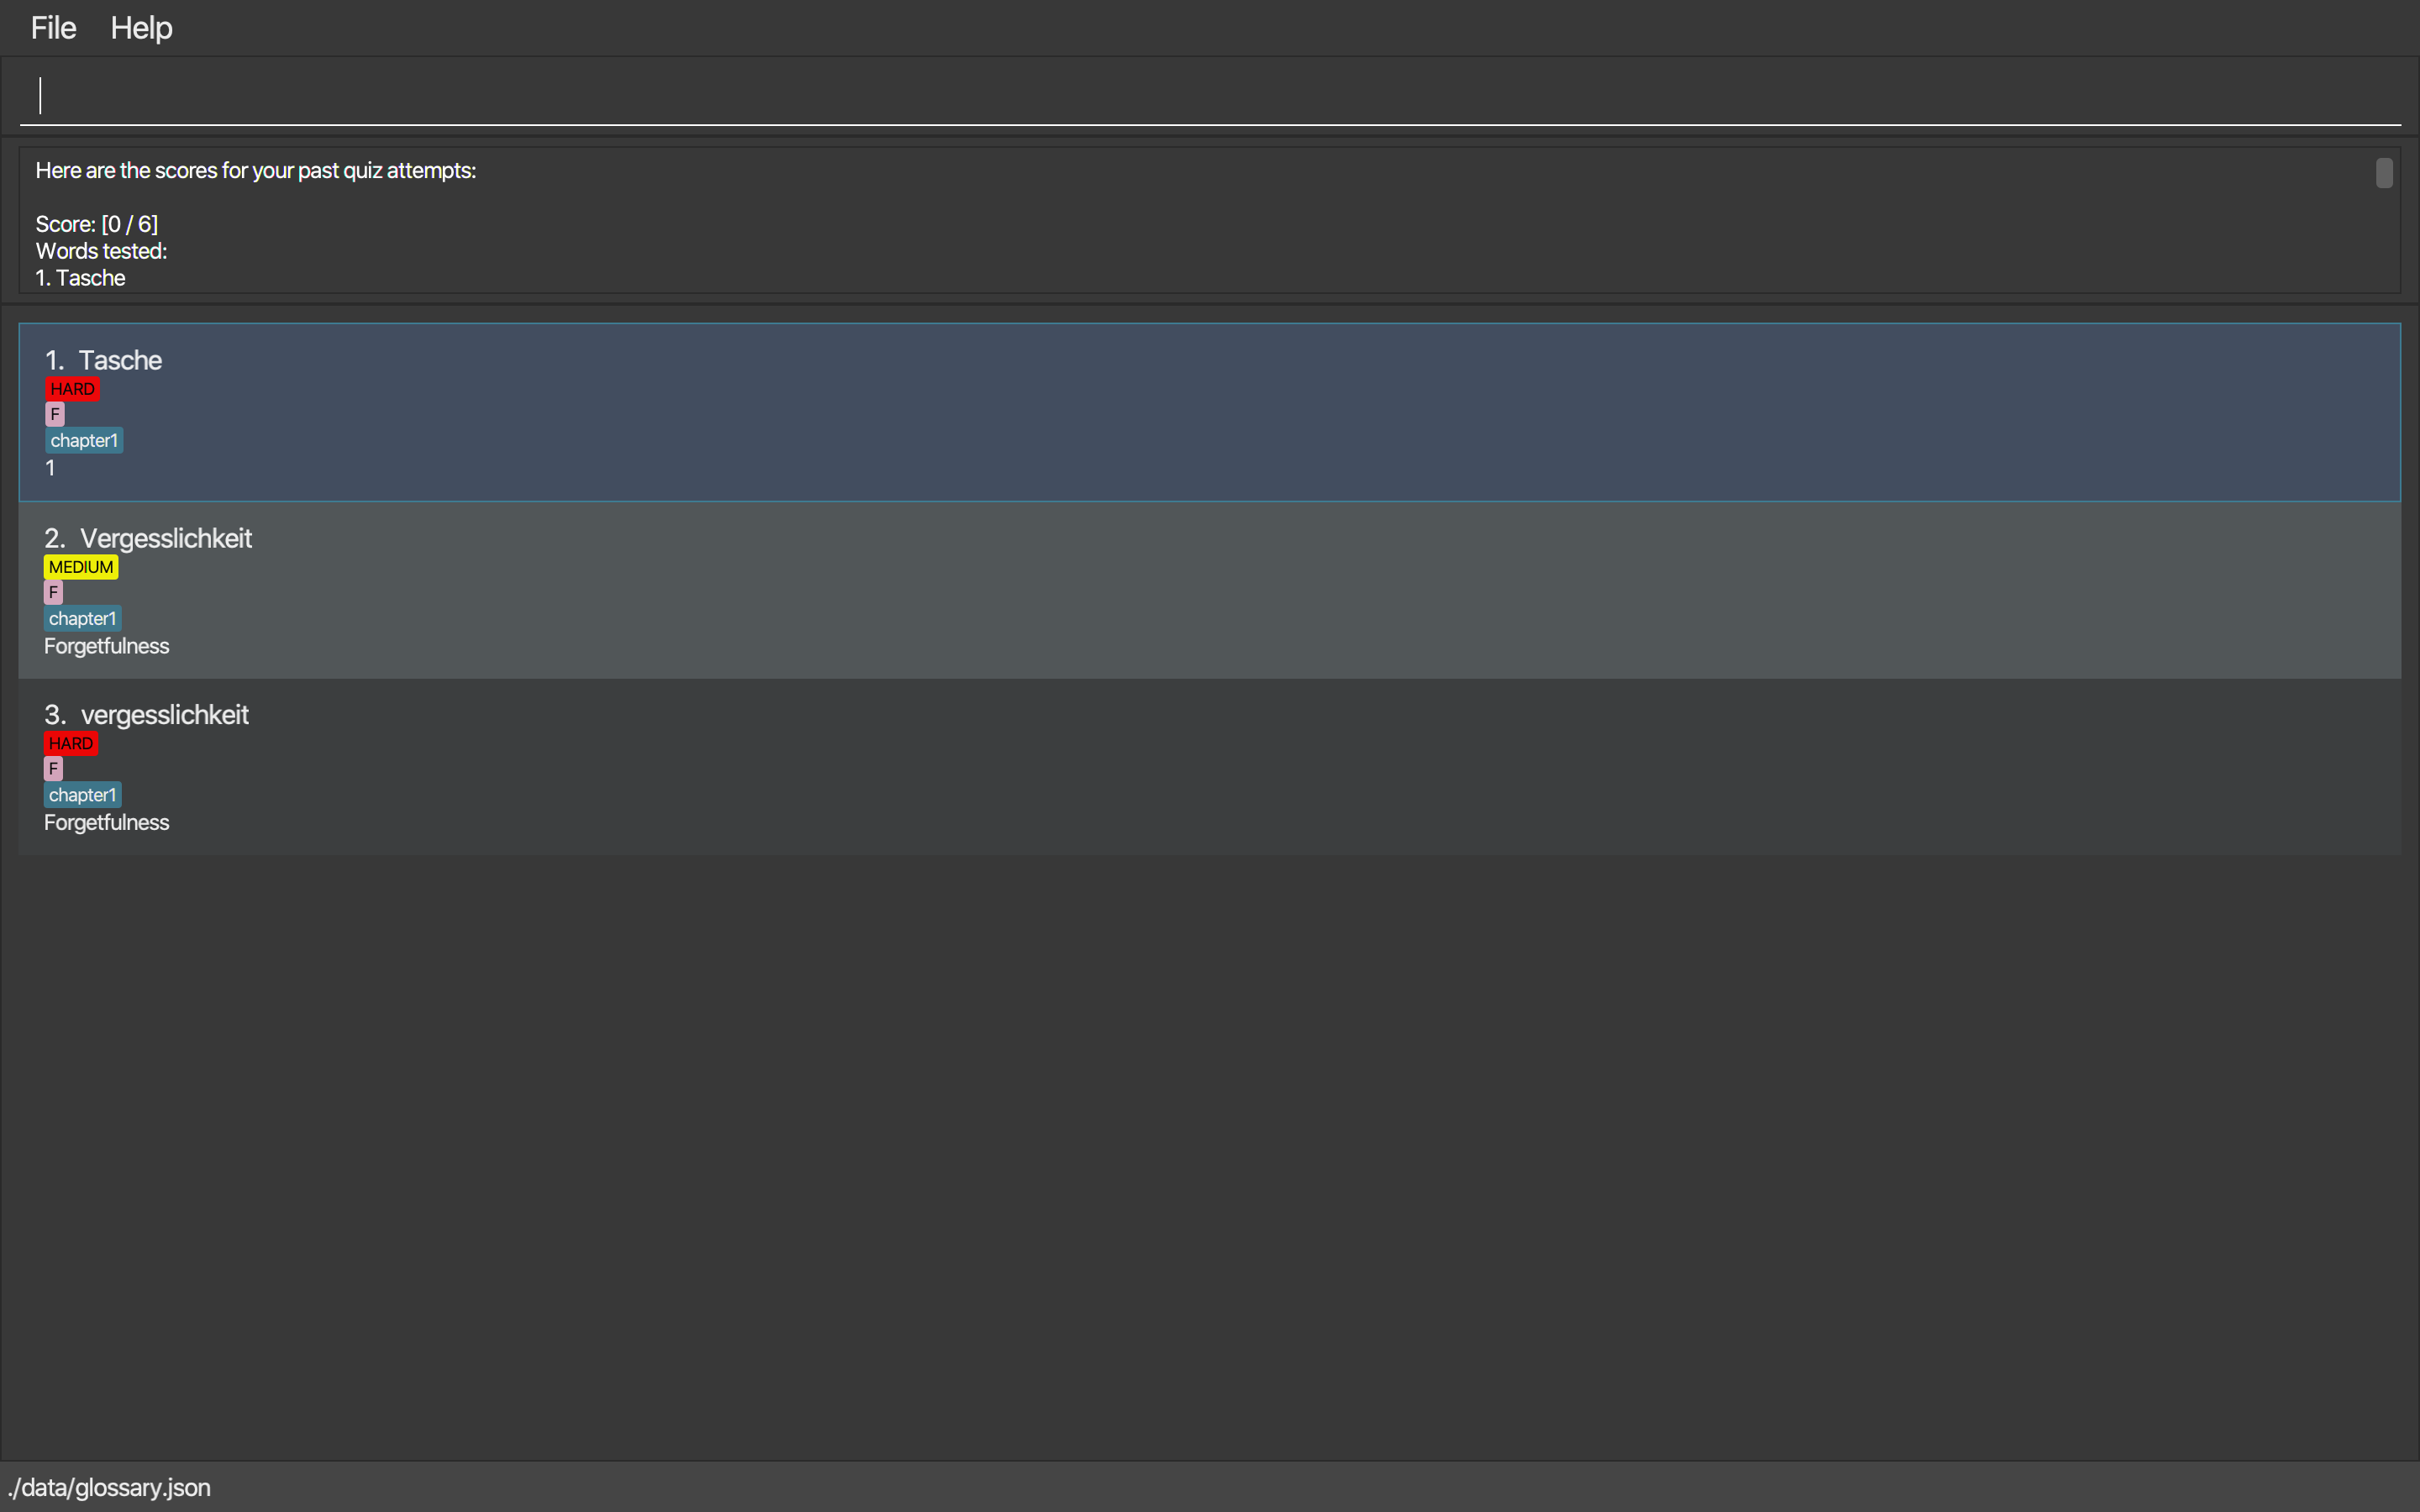 File Help
Here are the scores for your past quiz attempts:
Score: [0 / 6]
Words tested:
1. Tasche
1. Tasche
HARD
F
chapter1
1
2. Vergesslichkeit
MEDIUM
F
chapter1
Forgetfulness
3. vergesslichkeit
HARD
F
chapter1
Forgetfulness
./data/glossary.json